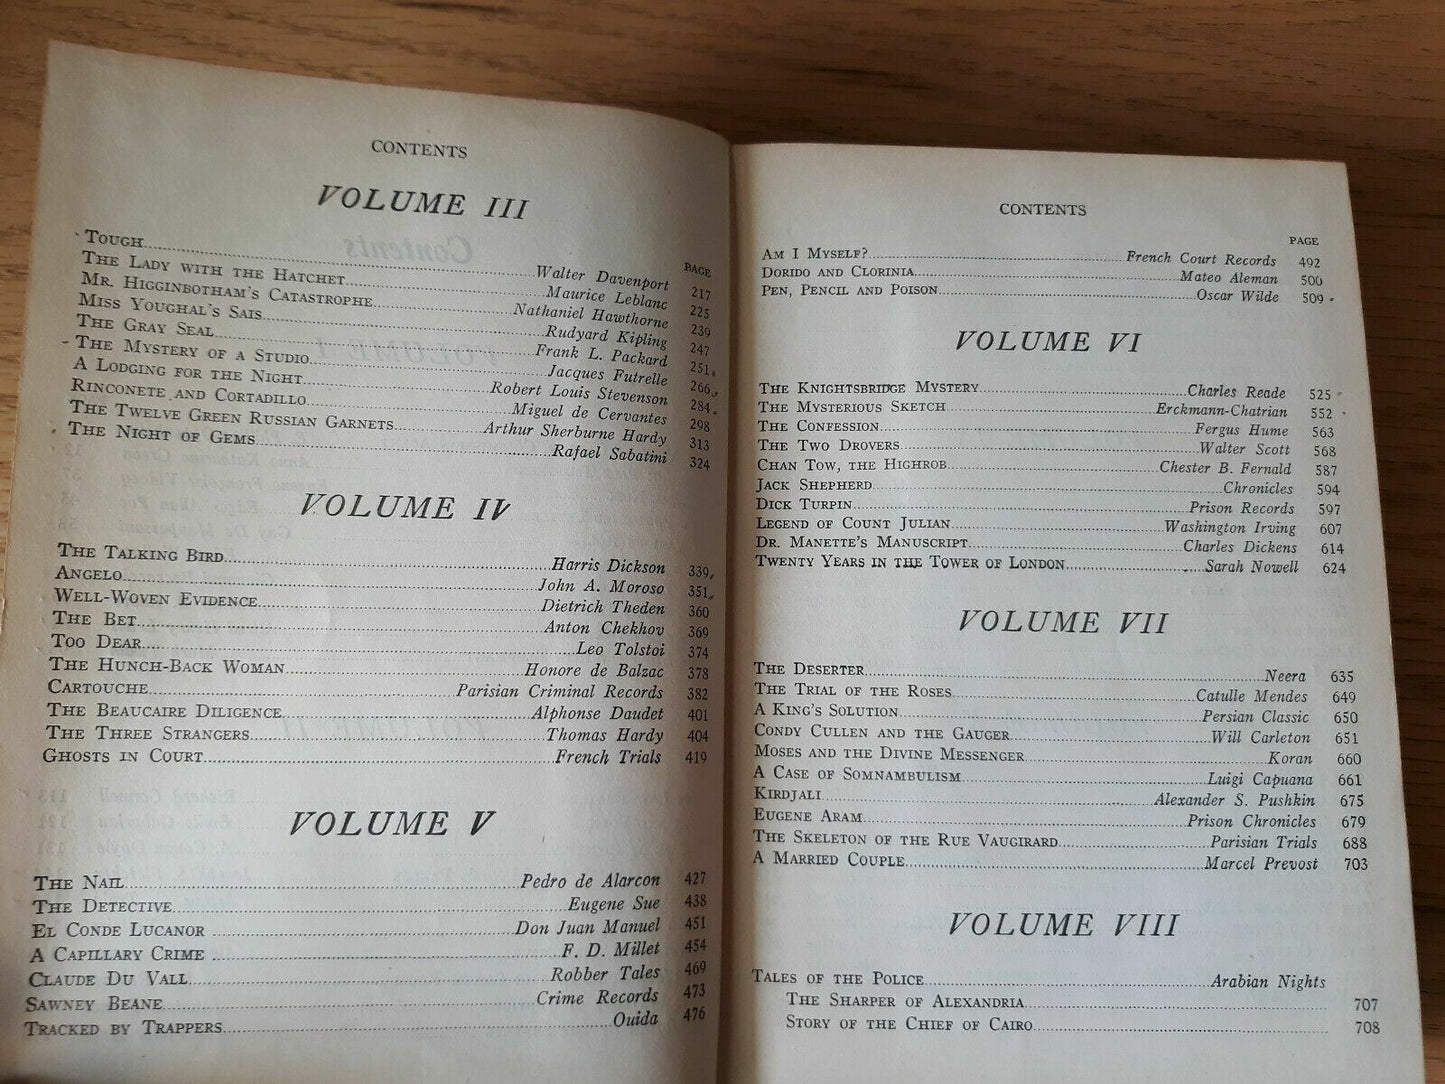 CONTENTS
VOLUME III
PAGE
TOUGH Walter Davenport 217
THE LADY WITH THE HATCHET Maurice Leblanc 225
MR. HIGGINBOTHAM'S CATASTROPHE Nathaniel Hawthorne 239
MISS YOUGHAL'S SAIS Rudyard Kipling 247
THE GRAY SEAL Frank L. Packard 251
THE MYSTERY OF A STUDIO Jacques Futrelle 266
A LODGING FOR THE NIGHT Robert Louis Stevenson 284
RINCONETE AND CORTADILLO Miguel de Cervantes 298
THE TWELVE GREEN RUSSIAN GARNETS Arthur Sherburne Hardy 313
THE NIGHT OF GEMS Rafael Sabatini 324
VOLUME IV
THE TALKING BIRD Harris Dickson 339
ANGELO John A. Moroso 351
WELL-WOVEN EVIDENCE Dietrich Theden 360
THE BET Anton Chekhov 369
TOO DEAR Leo Tolstoi 374
THE HUNCH-BACK WOMAN Honore de Balzac 378
CARTOUCHE Parisian Criminal Records 382
THE BEAUCAIRE DILIGENCE Alphonse Daudet 401
THE THREE STRANGERS Thomas Hardy 404
GHOSTS IN COURT French Trials 419
VOLUME V
THE NAIL Pedro de Alarcon 427
THE DETECTIVE Eugene Sue 438
EL CONDE LUCANOR Don Juan Manuel 451
A CAPILLARY CRIME F. D. Millet 454
CLAUDE DU VALL Robber Tales 469
SAWNEY BEANE Crime Records 473
TRACKED BY TRAPPERS Ouida 476
CONTENTS
PAGE
AM I MYSELF? French Court Records 492
DORIDO AND CLORINIA Mateo Aleman 500
PEN, PENCIL AND POISON Oscar Wilde 509
VOLUME VI
THE KNIGHTSBRIDGE MYSTERY Charles Reade 525
THE MYSTERIOUS SKETCH Erckmann-Chatrian 552
THE CONFESSION Fergus Hume 563
THE TWO DROVERS Walter Scott 568
CHAN TOW, THE HIGHROB Chester B. Fernald 587
JACK SHEPHERD Chronicles 594
DICK TURPIN Prison Records 597
LEGEND OF COUNT JULIAN Washington Irving 607
DR. MANETTE'S MANUSCRIPT Charles Dickens 614
TWENTY YEARS IN THE TOWER OF LONDON Sarah Nowell 624
VOLUME VII
THE DESERTER Neera 635
THE TRIAL OF THE ROSES Catulle Mendes 649
A KING'S SOLUTION Persian Classic 650
CONDY CULLEN AND THE GAUGER Will Carleton 651
MOSES AND THE DIVINE MESSENGER Koran 660
A CASE OF SOMNAMBULISM Luigi Capuana 661
KIRDJALI Alexander S. Pushkin 675
EUGENE ARAM Prison Chronicles 679
THE SKELETON OF THE RUE VAUGIRARD Parisian Trials 688
A MARRIED COUPLE Marcel Prevost 703
VOLUME VIII
TALES OF THE POLICE Arabian Nights
THE SHARPER OF ALEXANDRIA 707
STORY OF THE CHIEF OF CAIRO 708